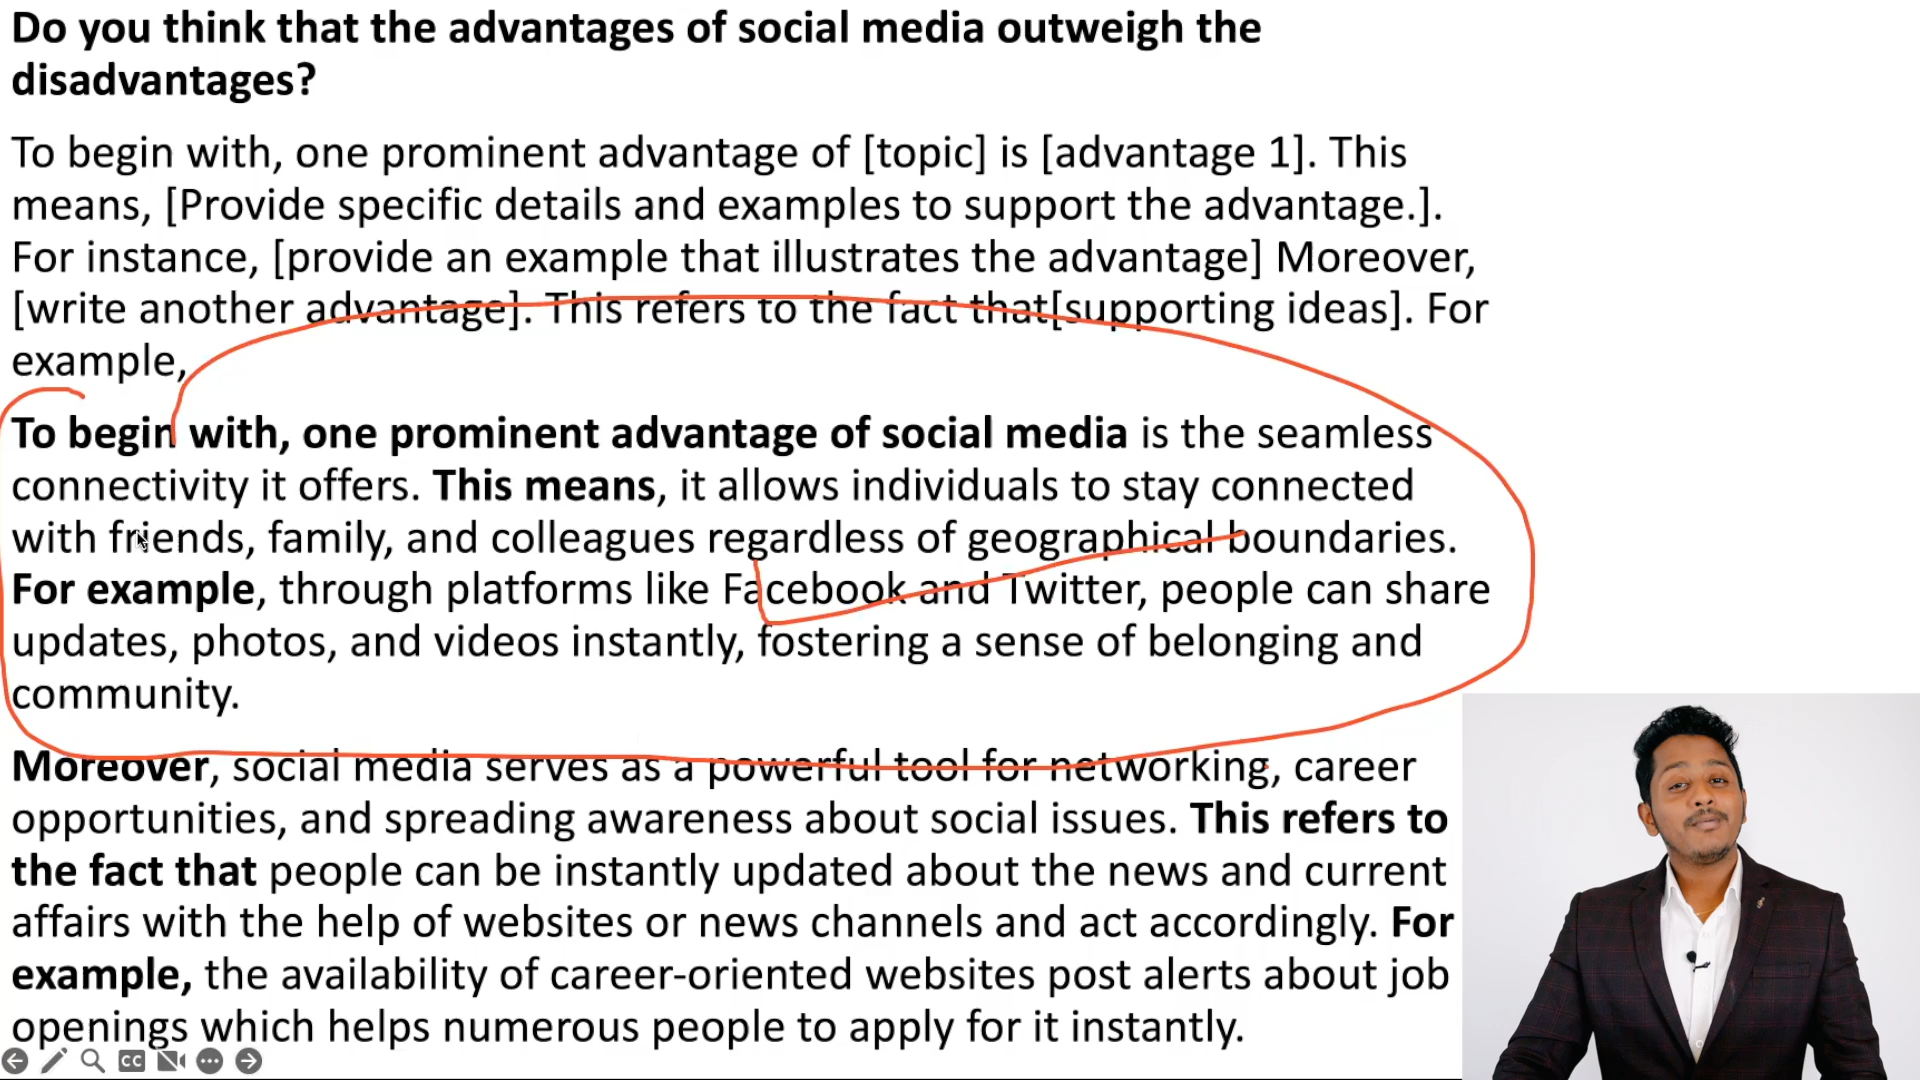 Do you think that the advantages of social media outweigh the
disadvantages?
To begin with, one prominent advantage of [topic] is [advantage 1]. This
means, [Provide specific details and examples to support the advantage.].
For instance, [provide an example that illustrates the advantage] Moreover,
[write another advantage]. This refers to the fact that[supporting ideas]. For
example,
To begin with, one prominent advantage of social media is the seamless
connectivity it offers. This means, it allows individuals to stay connected
with friends, family, and colleagues regardless of geographical boundaries.
For example, through platforms like Facebook and Twitter, people can share
updates, photos, and videos instantly, fostering a sense of belonging and
community.
Moreover, social media serves as a powerful tool for networking, career
opportunities, and spreading awareness about social issues. This refers to
the fact that people can be instantly updated about the news and current
affairs with the help of websites or news channels and act accordingly. For
example, the availability of career-oriented websites post alerts about job
openings which helps numerous people to apply for it instantly.
CC